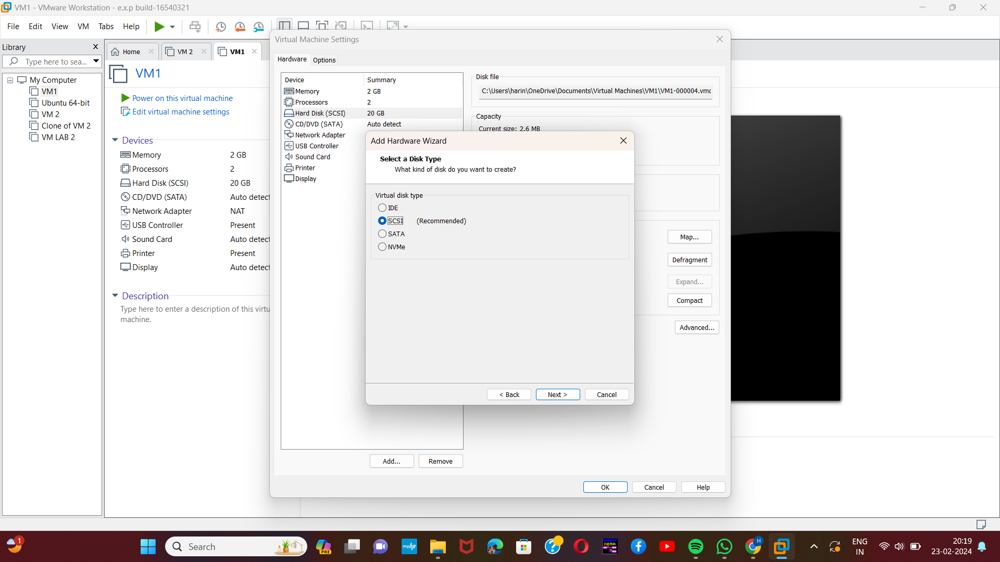 VM1 - VMware Workstation - e.x.p build-16540321
File Edit View VM Tabs Help
Library
Type here to sea...
My Computer
VM1
Ubuntu 64-bit
VM 2
Clone of VM 2
VM LAB 2
Home VM 2 VM1
VM1
Power on this virtual machine
Edit virtual machine settings
Devices
Memory 2 GB
Processors 2
Hard Disk (SCSI) 20 GB
CD/DVD (SATA) Auto detect
Network Adapter NAT
USB Controller Present
Sound Card Auto detect
Printer Present
Display Auto detect
Description
Type here to enter a description of this virtu
machine.
Virtual Machine Settings
Hardware Options
Device Summary
Memory 2 GB
Processors 2
Hard Disk (SCSI) 20 GB
CD/DVD (SATA) Auto detect
Network Adapter
USB Controller
Sound Card
Printer
Display
Disk file
C:\Users\harin\OneDrive\Documents\Virtual Machines\VM1\VM1-000004.vmc
Capacity
Current size: 2.6 MB
Add Hardware Wizard
Select a Disk Type
What kind of disk do you want to create?
Virtual disk type
IDE
SCSI (Recommended)
SATA
NVMe
< Back Next > Cancel
Map...
Defragment
Expand...
Compact
Advanced...
Add... Remove
OK Cancel Help
1
Search
PRE
myhp
DATA
H
ENG
IN
20:19
23-02-2024